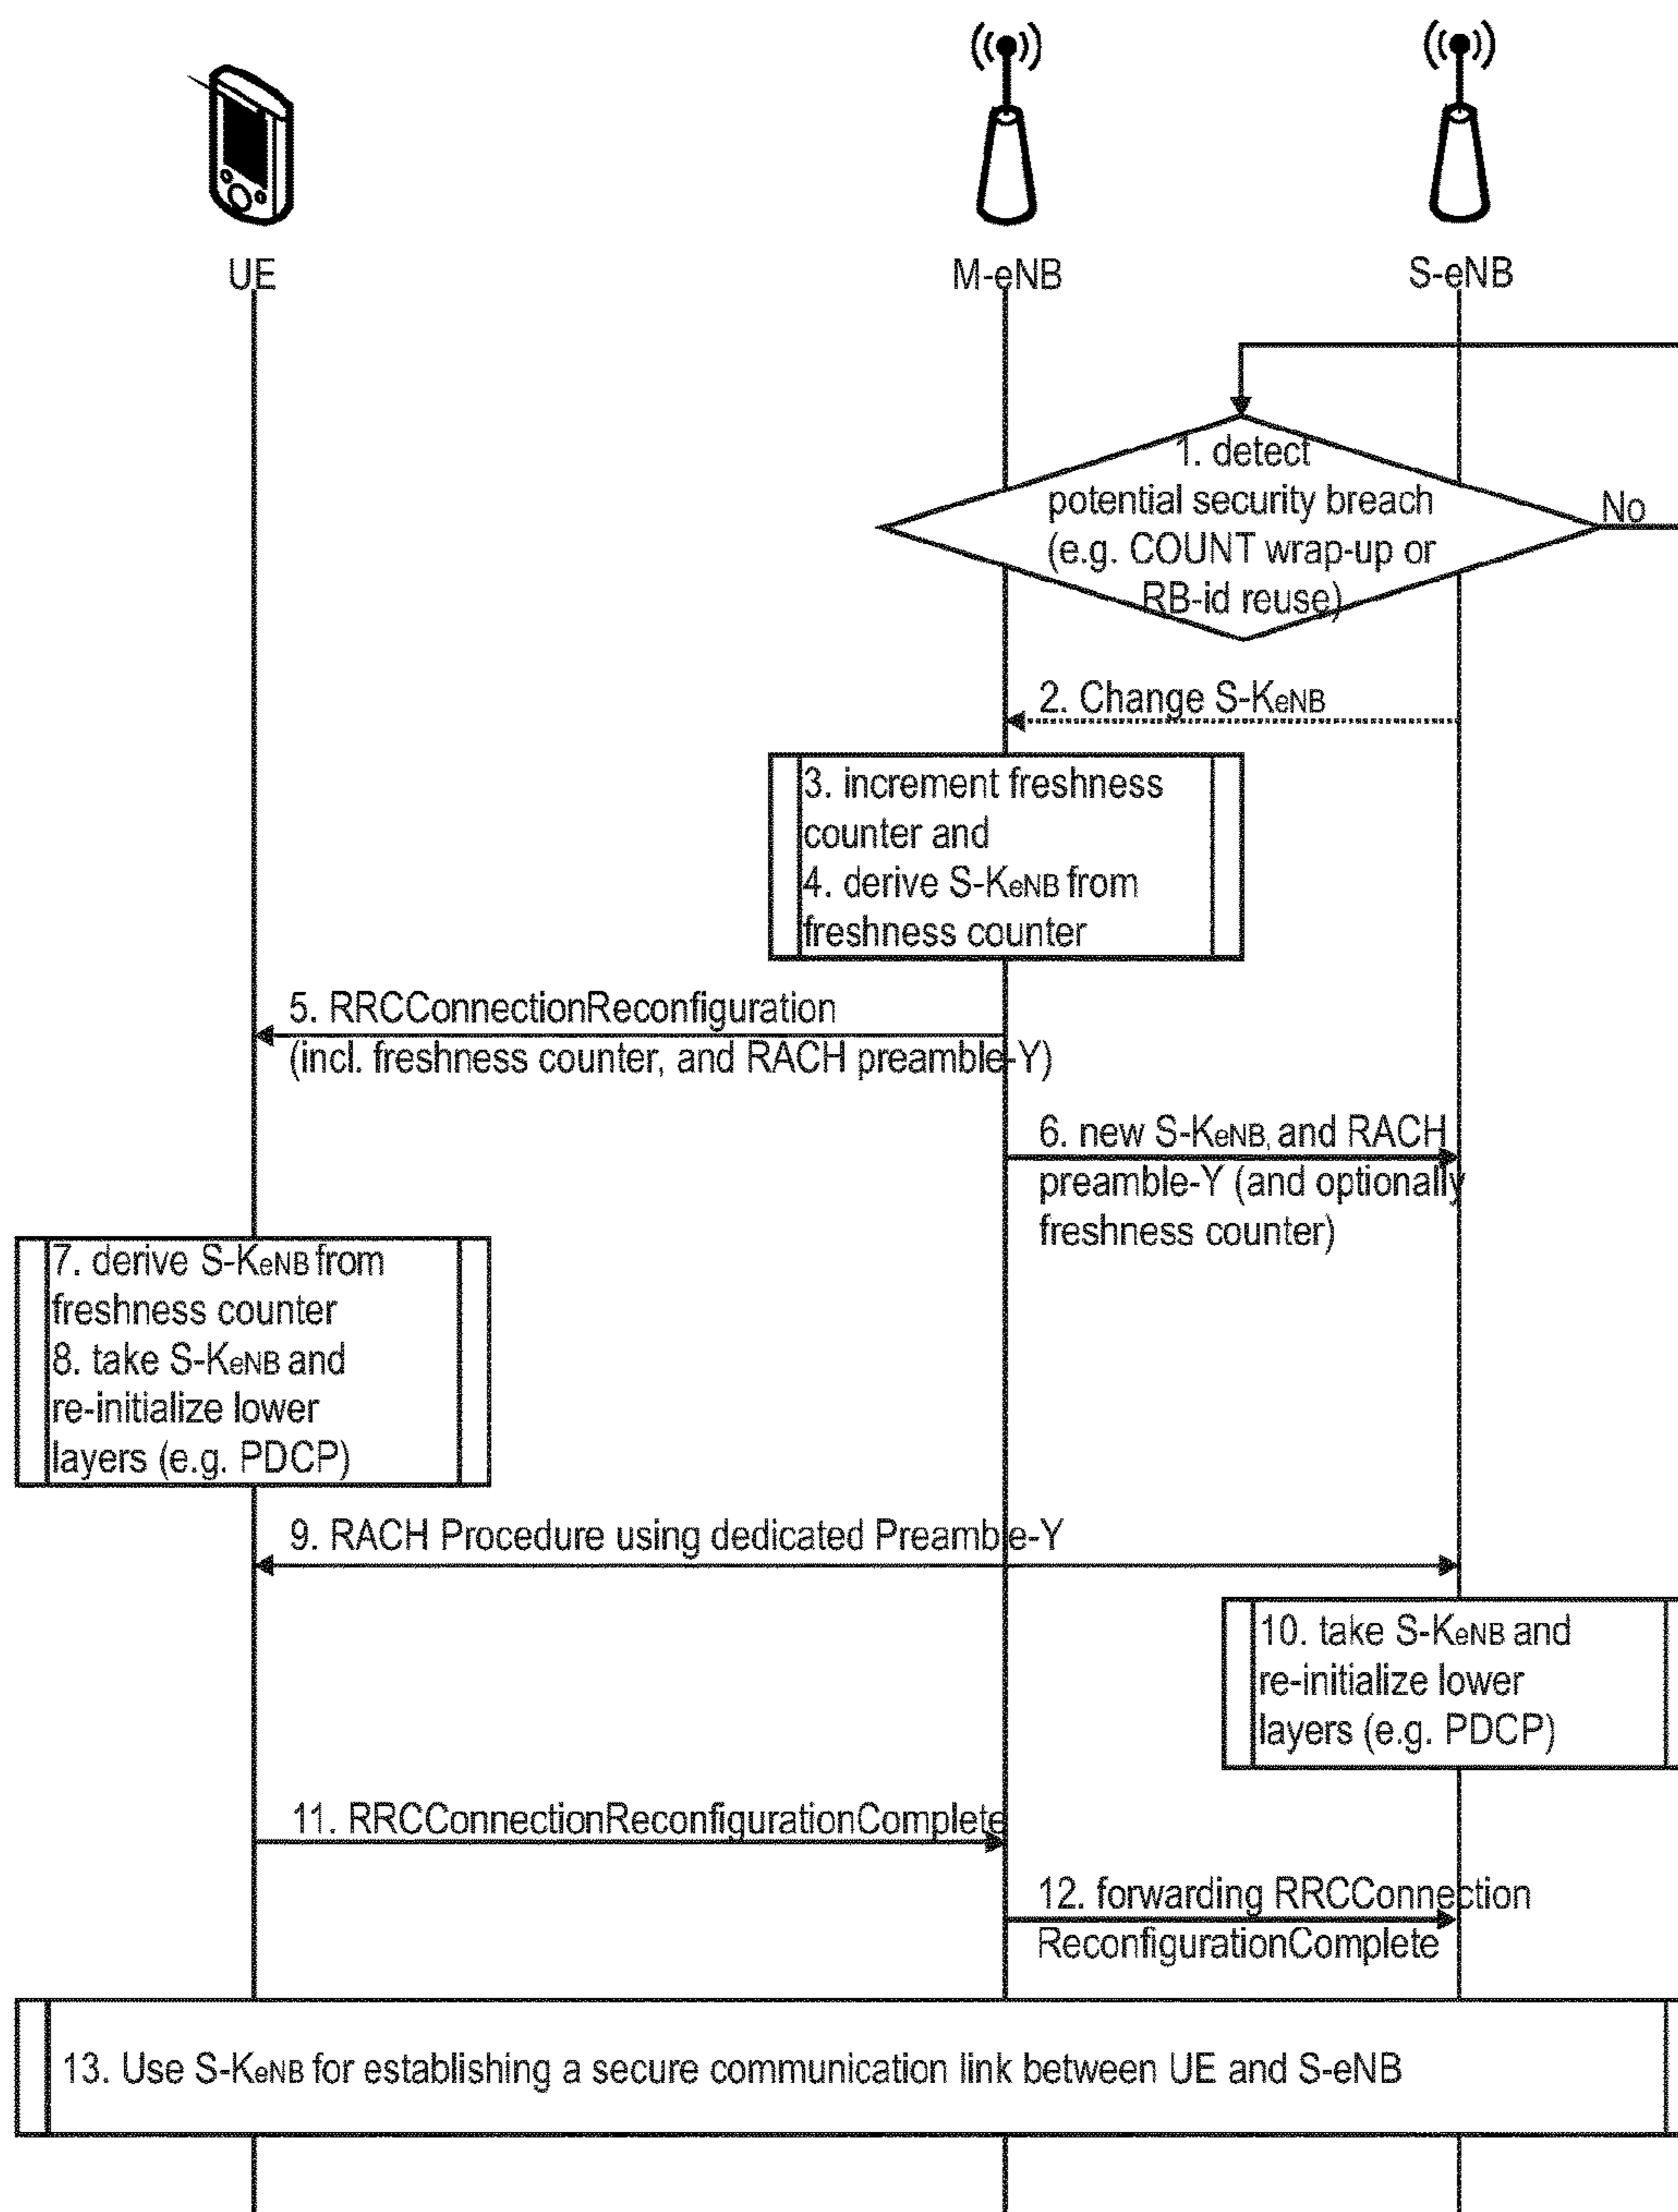 UE
M-eNB
S-eNB
1. detect
potential security breach
(e.g. COUNT wrap-up or
RB-id reuse)
No
2. Change S-KeNB
3. increment freshness
counter and
4. derive S-KeNB from
freshness counter
5. RRCConnectionReconfiguration
(incl. freshness counter, and RACH preamble-Y)
6. new S-KeNB, and RACH
preamble-Y (and optionally
freshness counter)
7. derive S-KeNB from
freshness counter
8. take S-KeNB and
re-initialize lower
layers (e.g. PDCP)
9. RACH Procedure using dedicated Preamble-Y
10. take S-KeNB and
re-initialize lower
layers (e.g. PDCP)
11. RRCConnectionReconfigurationComplete
12. forwarding RRCConnection
ReconfigurationComplete
13. Use S-KeNB for establishing a secure communication link between UE and S-eNB